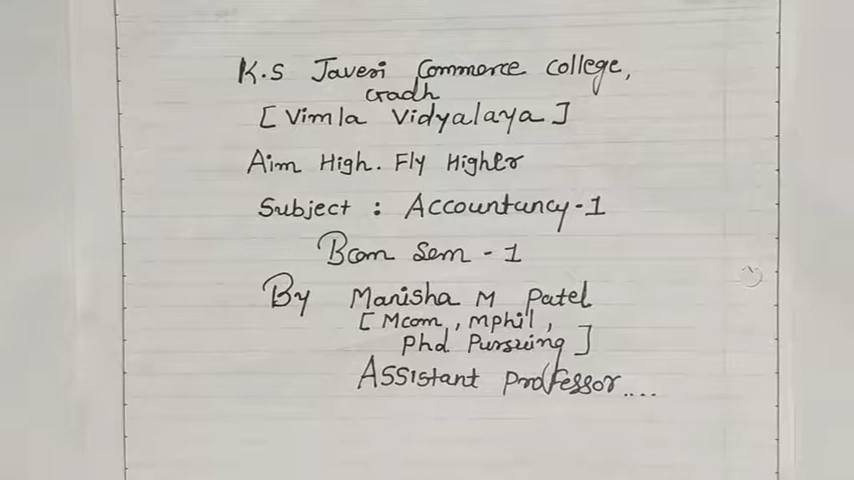 K.S Javeri Commerce College,
Gradh
[Vimla Vidyalaya]
Aim High. Fly Higher
Subject : Accountancy-1
Bcom Sem - 1
By Manisha M Patel
[Mcom, Mphil,
Phd Pursuing]
Assistant Professor....